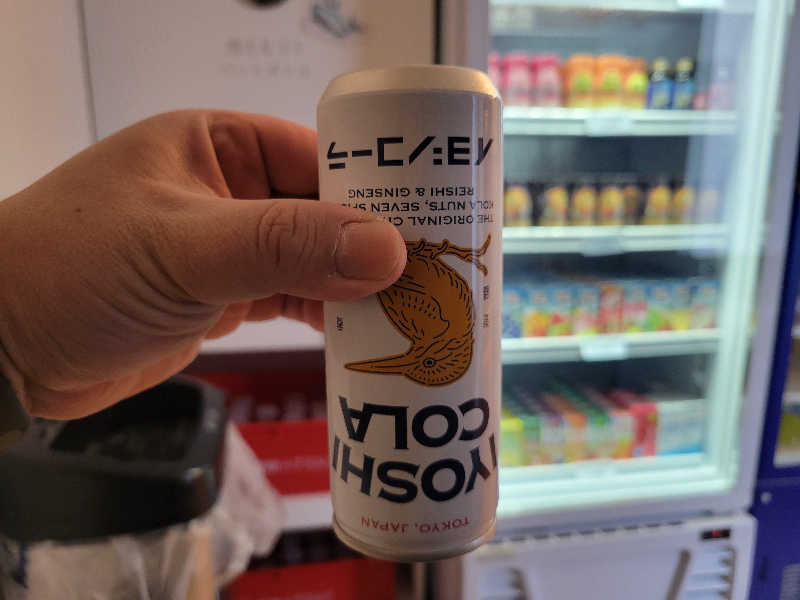 TOKYO, JAPAN
IYOSHI
COLA
THE ORIGINAL
KOLA NUTS, SEVEN
REISHI & GINSENG
イヨシコーラ